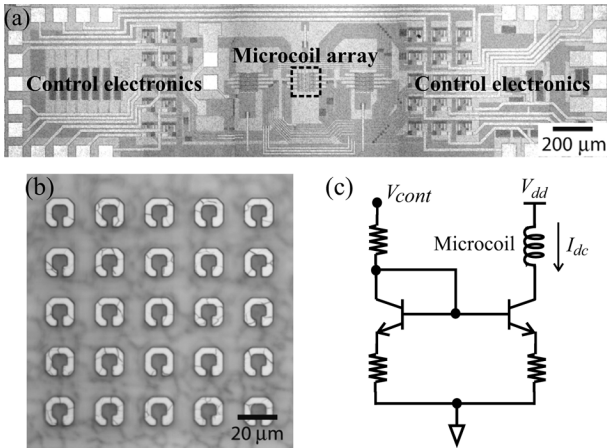 (a)
Microcoil array
Control electronics
Control electronics
200 μm
(b)
20 μm
(c)
Vcont
Vdd
Microcoil
Idc